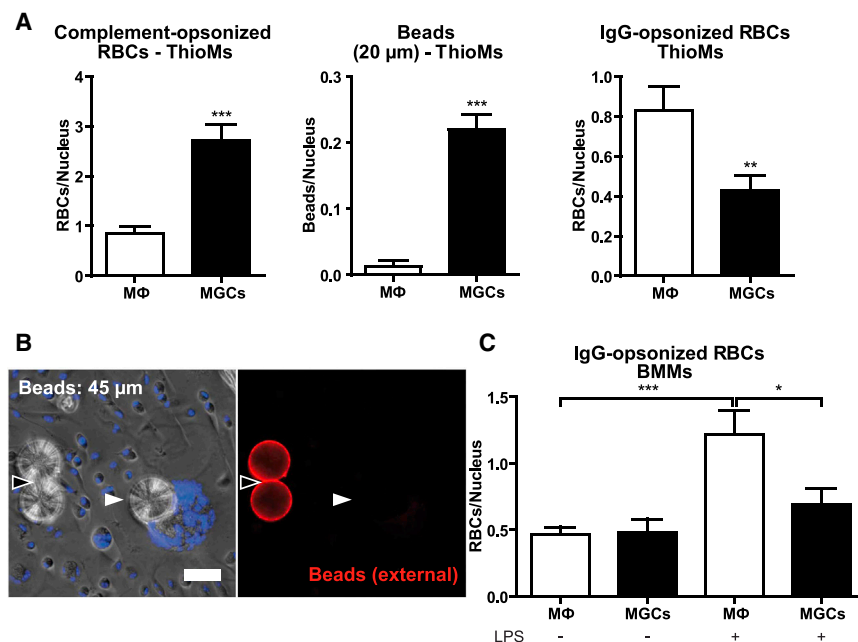 A
Complement-opsonized
RBCs - ThioMs
RBCs/Nucleus
4
3
2
1
0
***
MΦ
MGCs
Beads
(20 µm) - ThioMs
Beads/Nucleus
0.3
0.2
0.1
0.0
***
MΦ
MGCs
IgG-opsonized RBCs
ThioMs
RBCs/Nucleus
1.0
0.8
0.6
0.4
0.2
0.0
**
MΦ
MGCs
B
Beads: 45 µm
Beads (external)
C
IgG-opsonized RBCs
BMMs
RBCs/Nucleus
1.5
1.0
0.5
0.0
***
*
MΦ MGCs MΦ MGCs
LPS - - + +